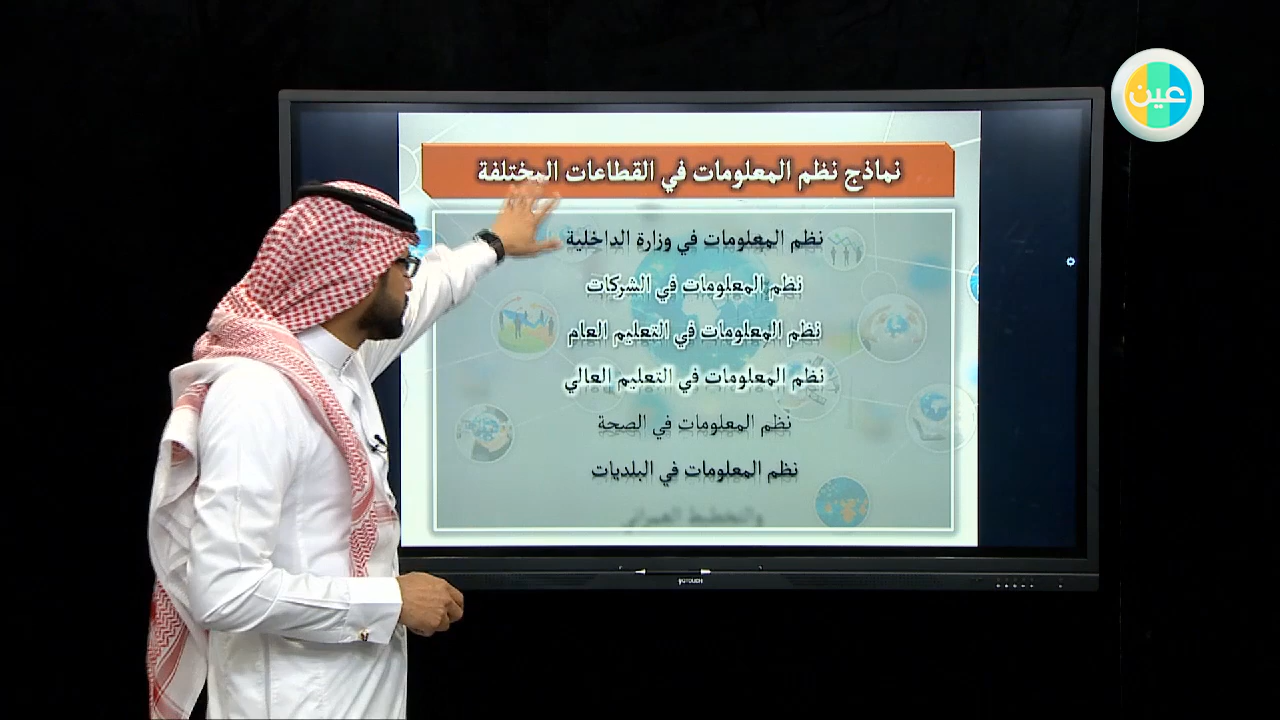 عين
نماذج نظم المعلومات في القطاعات المختلفة
نظم المعلومات في وزارة الداخلية
نظم المعلومات في الشركات
نظم المعلومات في التعليم العام
نظم المعلومات في التعليم العالي
نظم المعلومات في الصحة
نظم المعلومات في البلديات